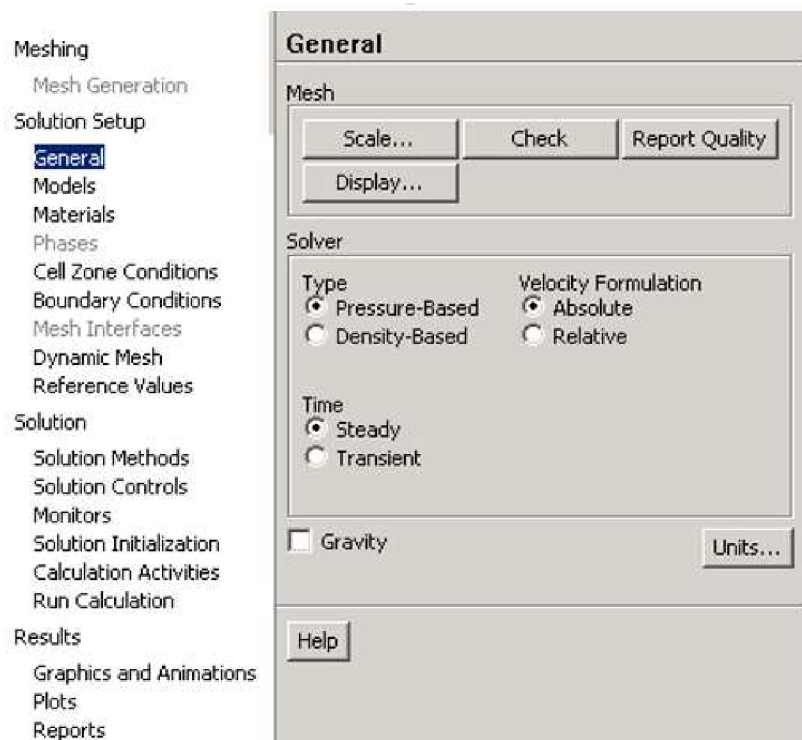 Meshing
Mesh Generation
Solution Setup
General
Models
Materials
Phases
Cell Zone Conditions
Boundary Conditions
Mesh Interfaces
Dynamic Mesh
Reference Values
Solution
Solution Methods
Solution Controls
Monitors
Solution Initialization
Calculation Activities
Run Calculation
Results
Graphics and Animations
Plots
Reports
General
Mesh
Scale... Check Report Quality
Display...
Solver
Type Velocity Formulation
Pressure-Based Absolute
Density-Based Relative
Time
Steady
Transient
Gravity Units...
Help